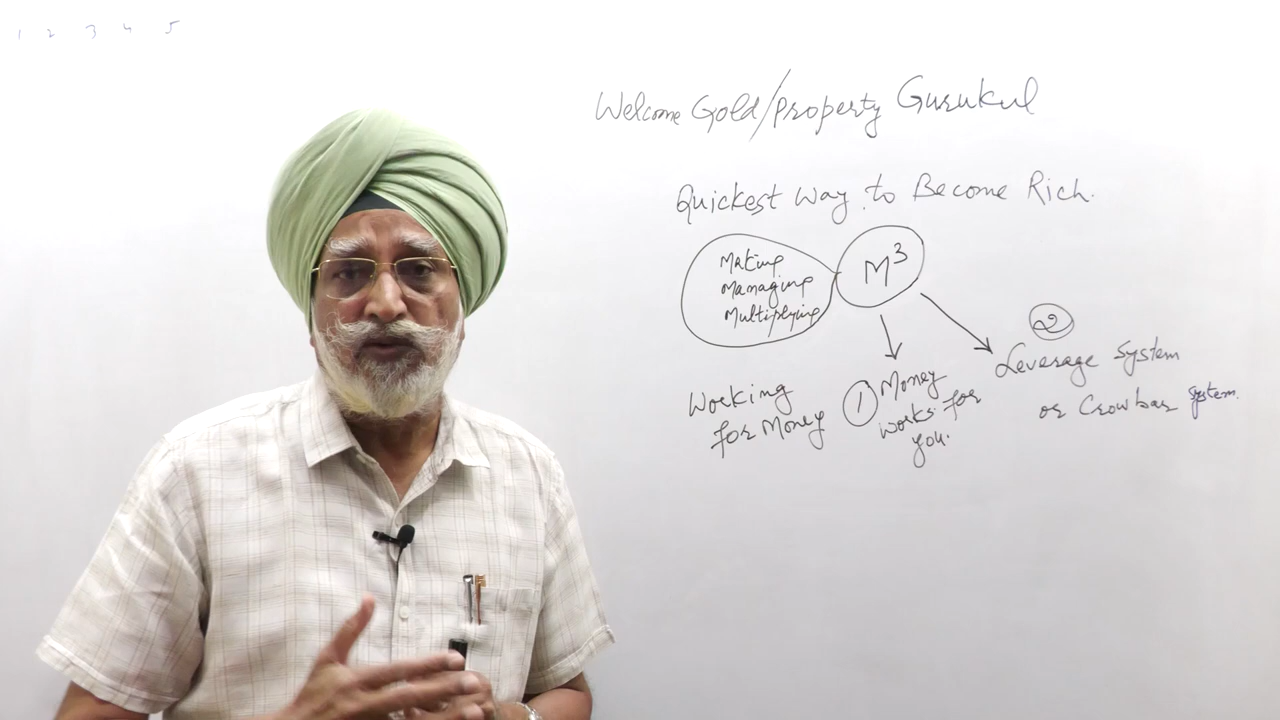 1 2 3 4 5
Welcome Gold/Property Gurukul
Quickest Way to Become Rich.
Making
Managing
Multiplying
M³
2
Leverage System
or Crowbar System.
Working
for Money
1
Money
works for
you.